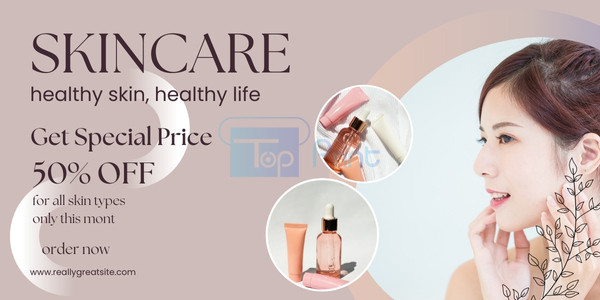 SKINCARE
healthy skin, healthy life
Get Special Price
50% OFF
for all skin types
only this mont
order now
www.reallygreatsite.com
Top